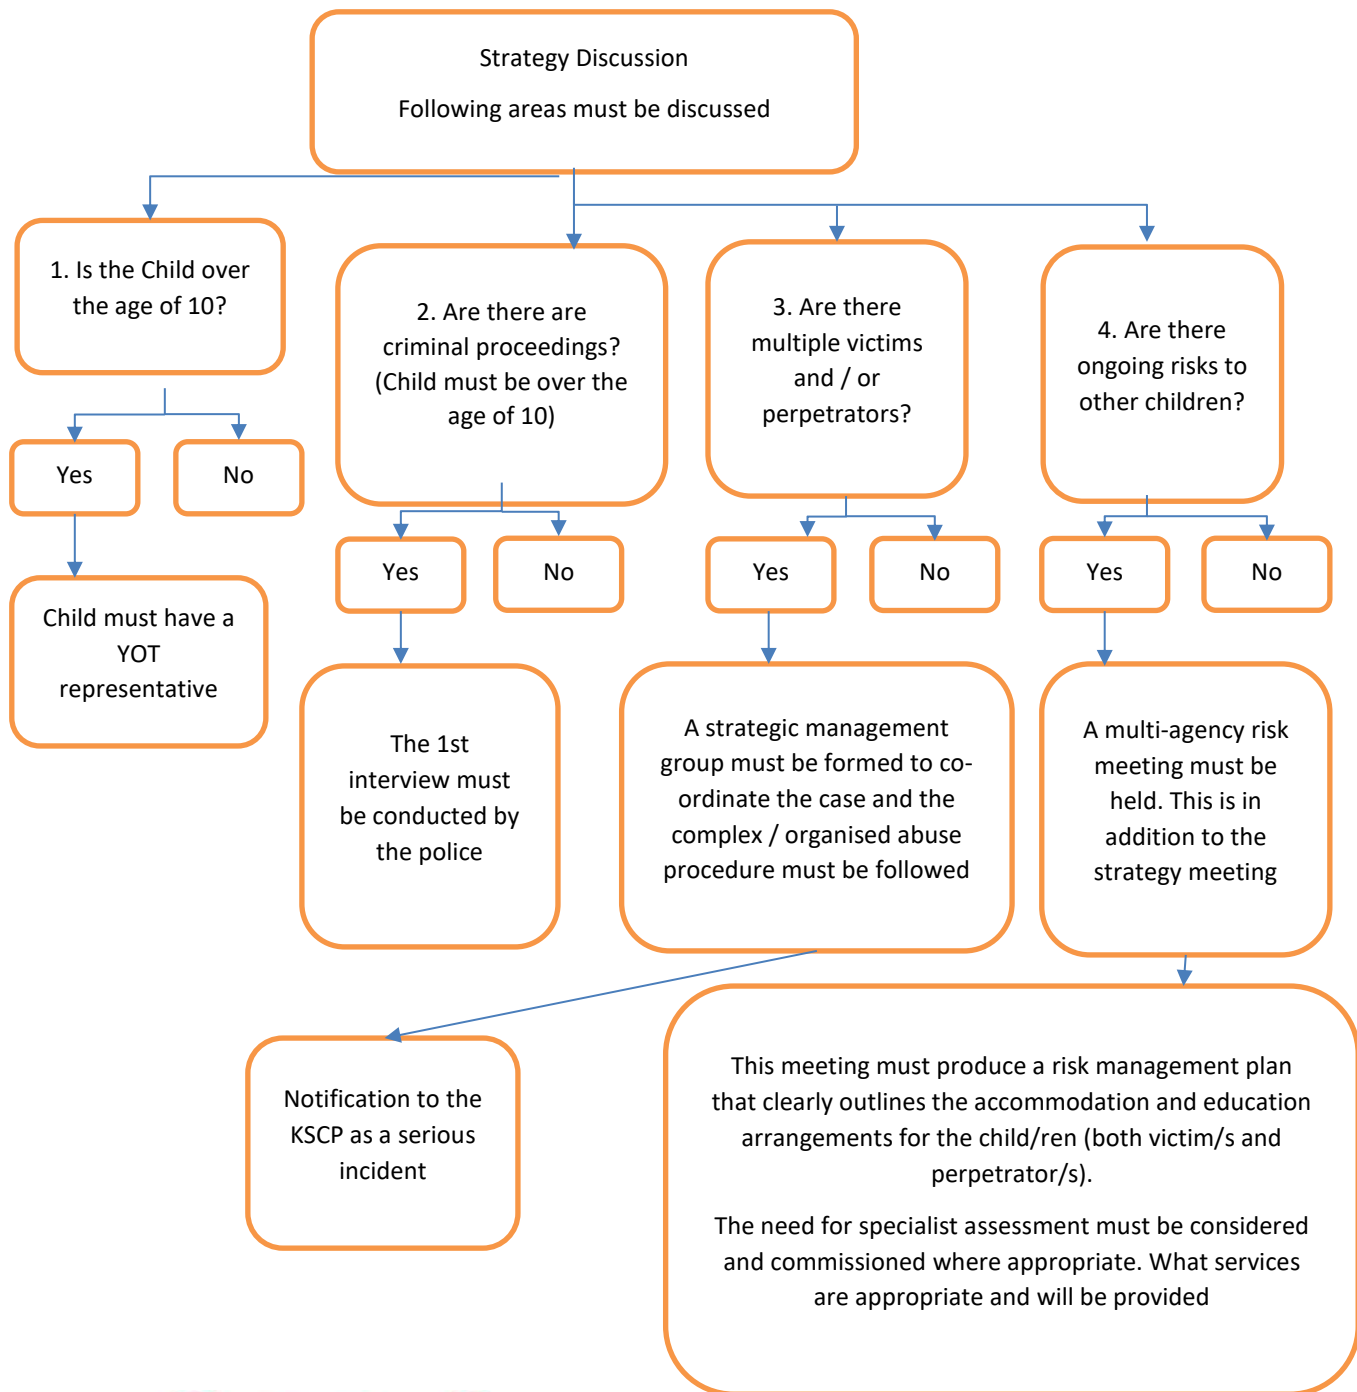 Strategy Discussion
Following areas must be discussed
1. Is the Child over
the age of 10?
Yes
No
Child must have a
YOT
representative
2. Are there are
criminal proceedings?
(Child must be over the
age of 10)
Yes
No
The 1st
interview must
be conducted by
the police
3. Are there
multiple victims
and / or
perpetrators?
Yes
No
A strategic management
group must be formed to co-
ordinate the case and the
complex / organised abuse
procedure must be followed
Notification to the
KSCP as a serious
incident
4. Are there
ongoing risks to
other children?
Yes
No
A multi-agency risk
meeting must be
held. This is in
addition to the
strategy meeting
This meeting must produce a risk management plan
that clearly outlines the accommodation and education
arrangements for the child/ren (both victim/s and
perpetrator/s).
The need for specialist assessment must be considered
and commissioned where appropriate. What services
are appropriate and will be provided